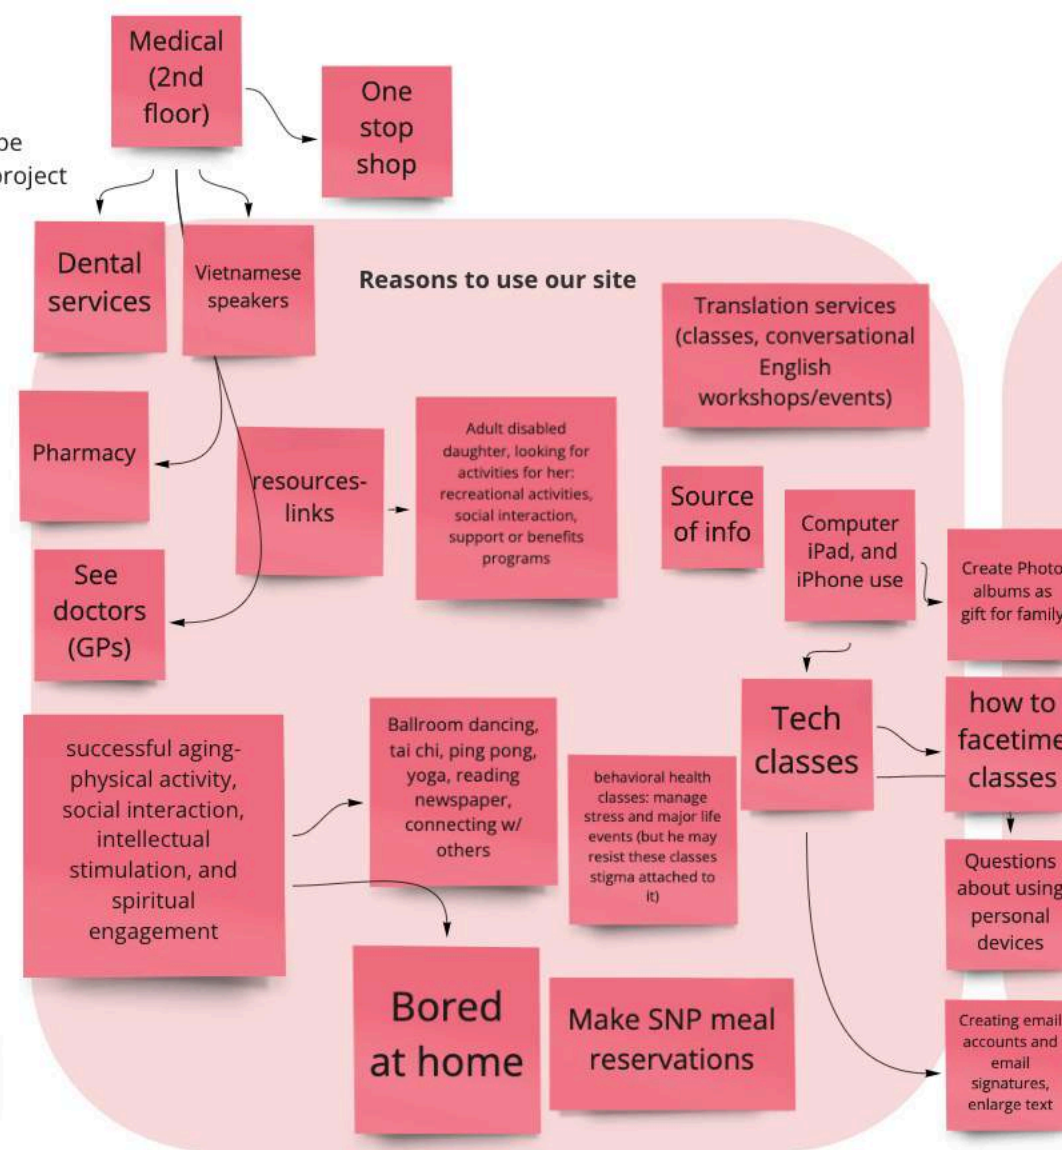 Medical
(2nd
floor)
One
stop
shop
project
Dental
services
Vietnamese
speakers
Reasons to use our site
Translation services
(classes, conversational
English
workshops/events)
Pharmacy
resources-
links
Adult disabled
daughter, looking for
activities for her:
recreational activities,
social interaction,
support or benefits
programs
Source
of info
Computer
iPad, and
iPhone use
Create Photo
albums as
gift for family
See
doctors
(GPs)
Tech
classes
how to
facetime
classes
successful aging-
physical activity,
social interaction,
intellectual
stimulation, and
spiritual
engagement
Ballroom dancing,
tai chi, ping pong,
yoga, reading
newspaper,
connecting w/
others
behavioral health
classes: manage
stress and major life
events (but he may
resist these classes
stigma attached to
it)
Questions
about using
personal
devices
Bored
at home
Make SNP meal
reservations
Creating email
accounts and
email
signatures,
enlarge text